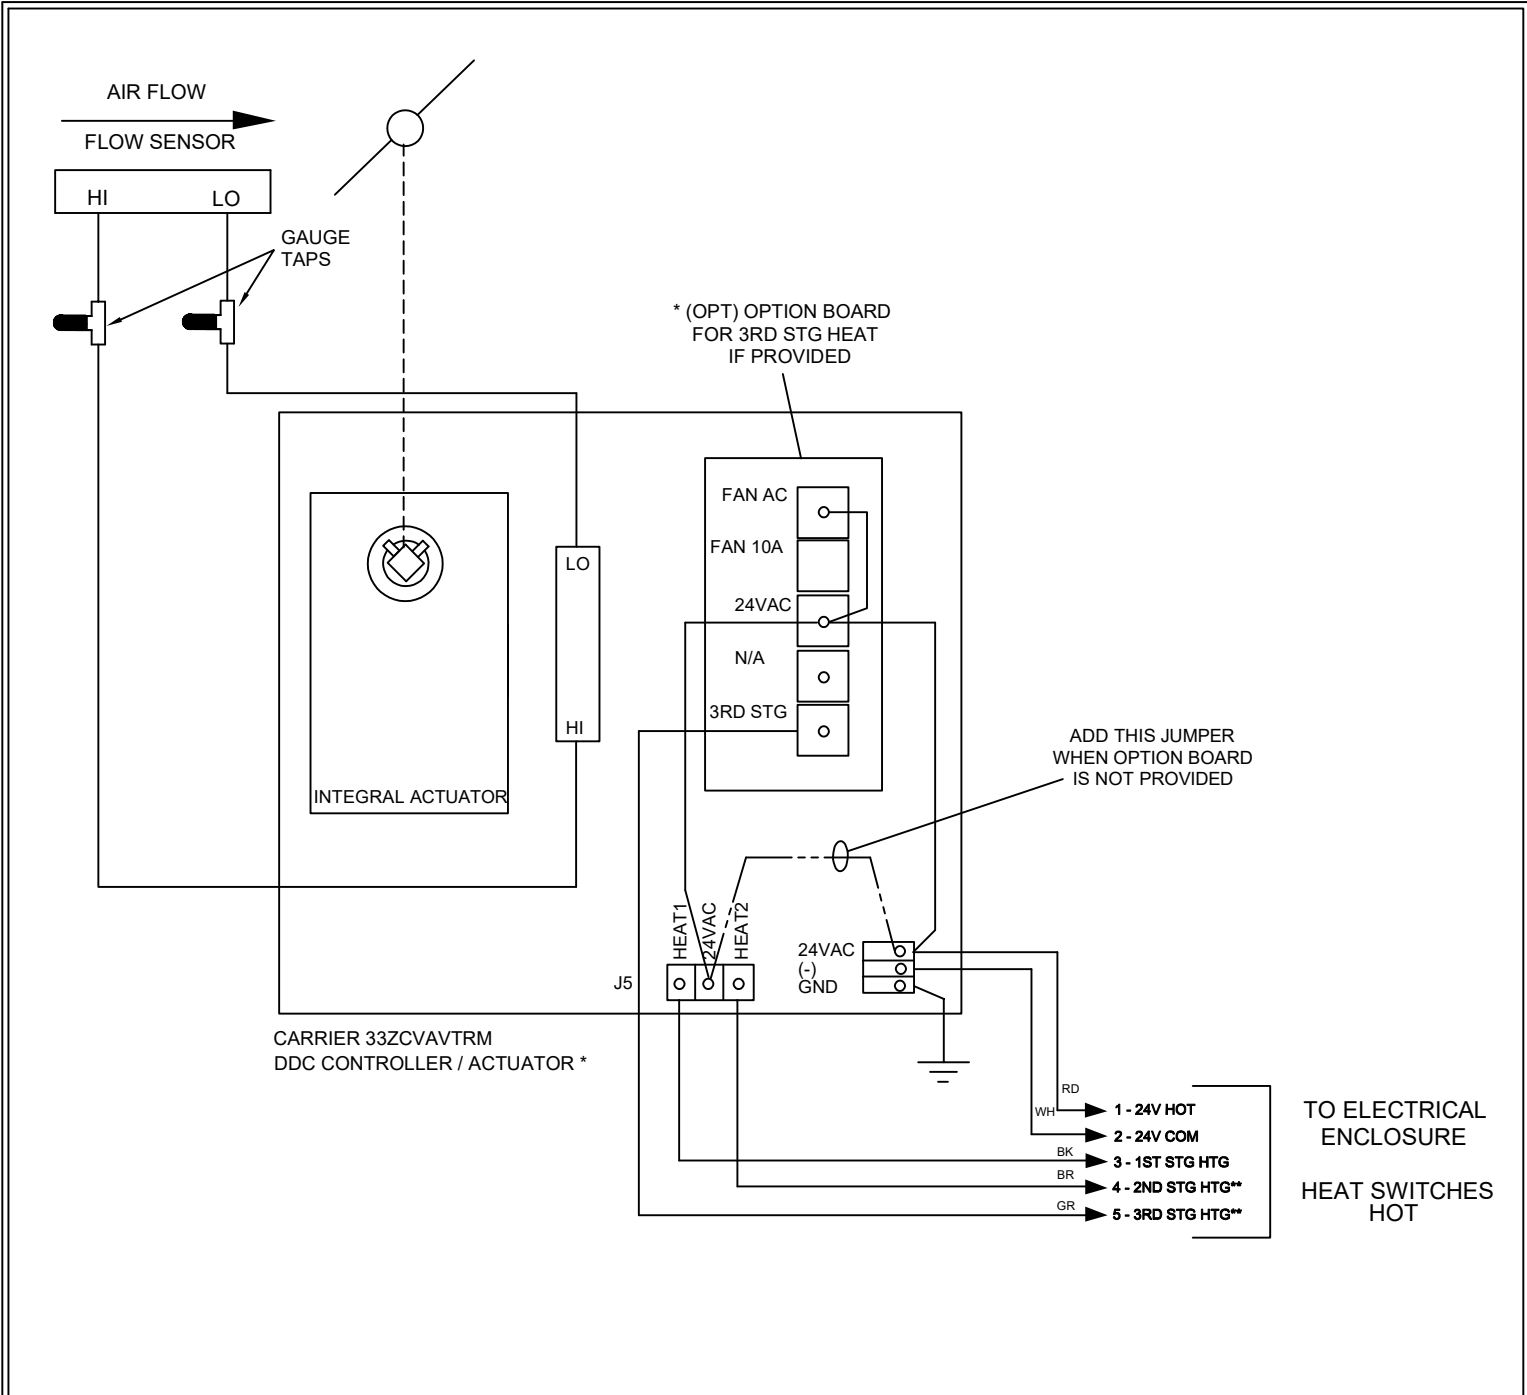 AIR FLOW
FLOW SENSOR
HI
LO
GAUGE
TAPS
* (OPT) OPTION BOARD
FOR 3RD STG HEAT
IF PROVIDED
FAN AC
FAN 10A
24VAC
N/A
3RD STG
LO
HI
INTEGRAL ACTUATOR
ADD THIS JUMPER
WHEN OPTION BOARD
IS NOT PROVIDED
HEAT1
24VAC
HEAT2
J5
24VAC
(-)
GND
CARRIER 33ZCVAVTRM
DDC CONTROLLER / ACTUATOR *
RD
1 - 24V HOT
WH
2 - 24V COM
BK
3 - 1ST STG HTG
BR
4 - 2ND STG HTG**
GR
5 - 3RD STG HTG**
TO ELECTRICAL
ENCLOSURE
HEAT SWITCHES
HOT